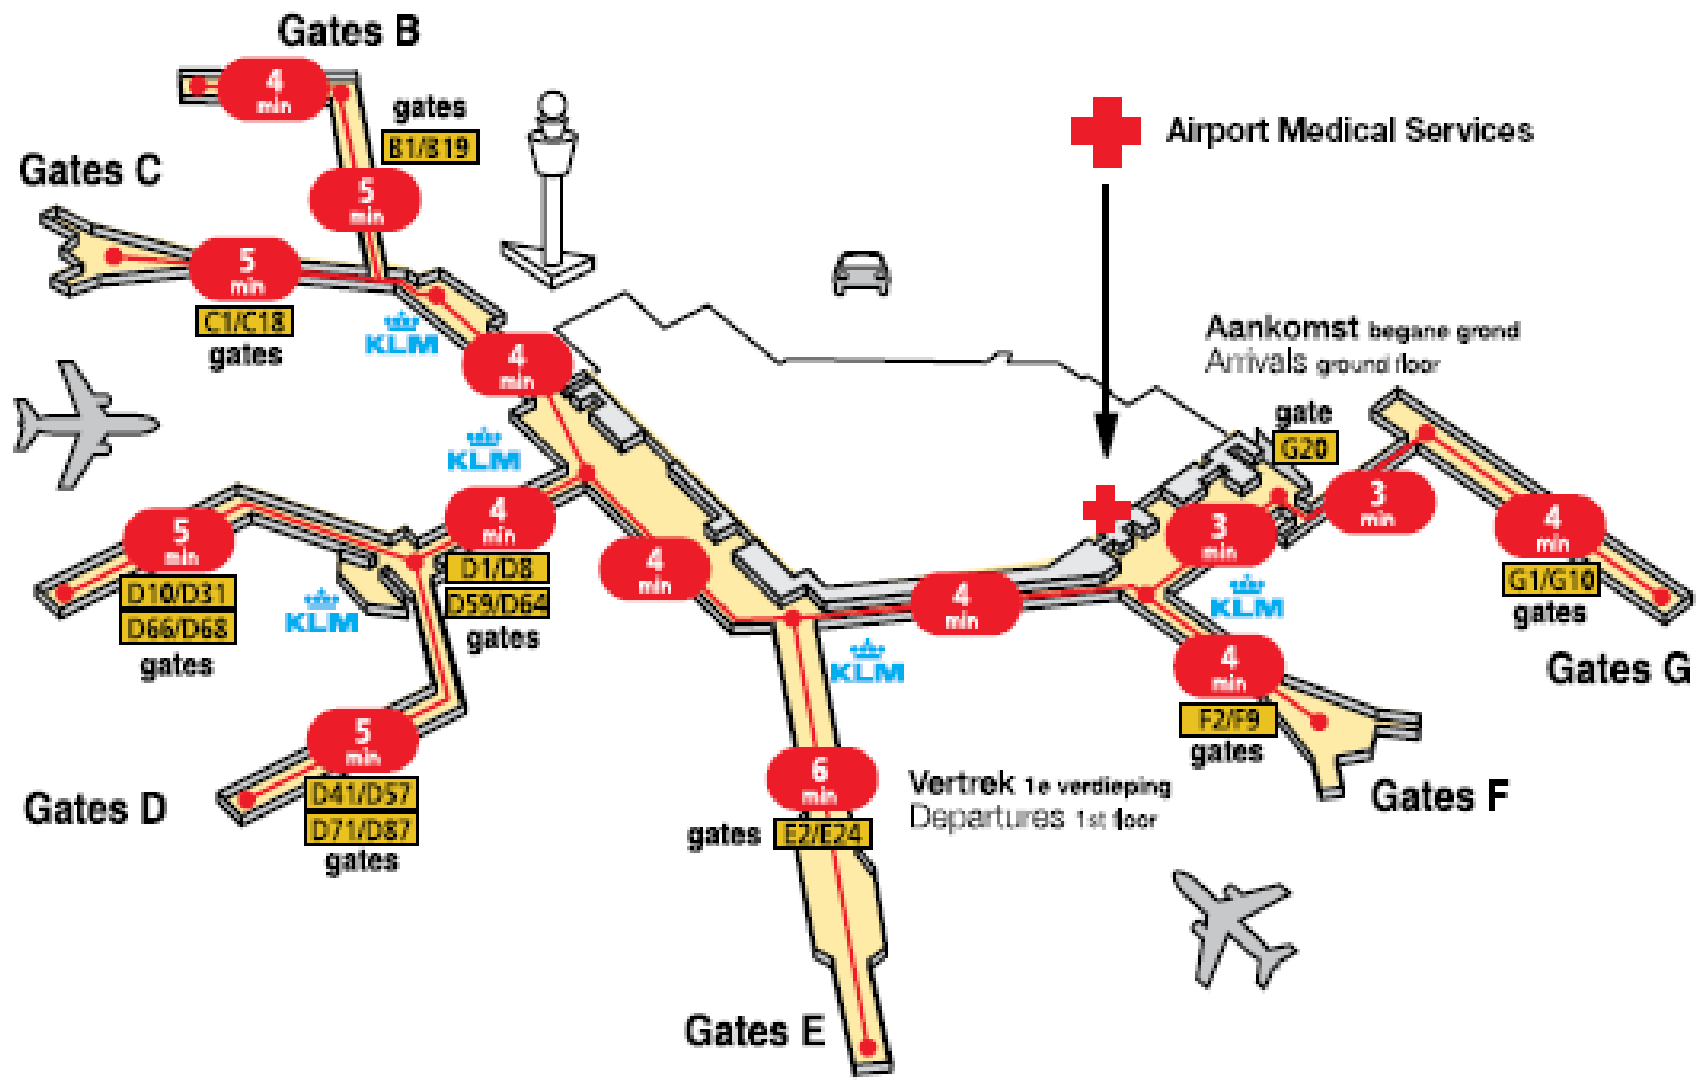 Gates B
4
min
gates
B1/B19
Airport Medical Services
Gates C
5
min
5
min
C1/C18
gates
KLM
4
min
Aankomst begane grond
Arrivals ground floor
gate
G20
KLM
3
min
4
min
5
min
4
min
3
min
D1/D8
D59/D64
gates
D10/D31
D66/D68
gates
KLM
4
min
4
min
KLM
G1/G10
gates
KLM
4
min
Gates G
F2/F9
gates
5
min
6
min
Vertrek 1e verdieping
Departures 1st floor
Gates F
Gates D
D41/D57
D71/D87
gates
gates
E2/E24
Gates E